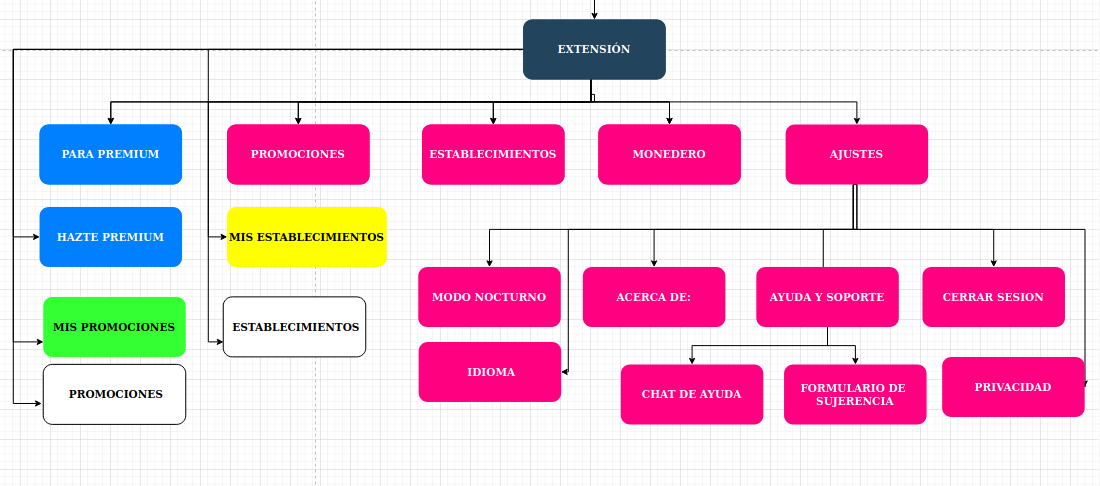 EXTENSIÓN
PARA PREMIUM
PROMOCIONES
ESTABLECIMIENTOS
MONEDERO
AJUSTES
HAZTE PREMIUM
MIS ESTABLECIMIENTOS
MODO NOCTURNO
ACERCA DE:
AYUDA Y SOPORTE
CERRAR SESION
MIS PROMOCIONES
ESTABLECIMIENTOS
IDIOMA
PROMOCIONES
CHAT DE AYUDA
FORMULARIO DE
SUJERENCIA
PRIVACIDAD